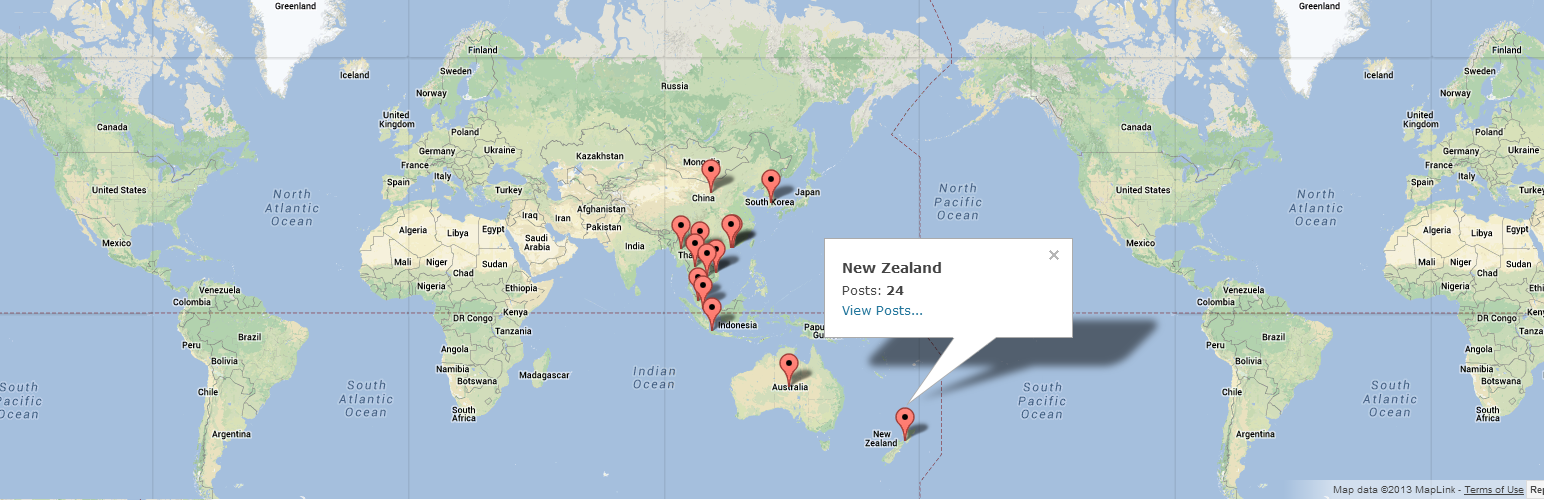 Greenland
Greenland
Finland
Finland
Iceland
Sweden
Russia
Iceland
Sweden
Norway
Norway
United
Kingdom
United
Kingdom
Canada
Poland
Canada
Poland
Germany
Ukraine
Germany
Ukraine
France
Kazakhstan
France
Italy
Italy
Spain
Spain
United States
Turkey
South Korea
Japan
United States
Turkey
China
North
Atlantic
Ocean
North
Pacific
Ocean
North
Atlantic
Ocean
Iraq
Iran
Afghanistan
Pakistan
Algeria
Libya
Egypt
Saudi
Arabia
India
Algeria
Libya
Egypt
Mexico
Mexico
Mali
Niger
Chad
Sudan
Mali
Niger
Sudan
Chad
New Zealand
Posts: 24
View Posts...
Venezuela
Nigeria
Ethiopia
Venezuela
Nigeria
Colombia
Colombia
DR Congo
Kenya
Indonesia
DR Congo
Tanzania
Brazil
Brazil
Peru
Peru
Angola
Angola
Bolivia
Bolivia
Namibia
Botswana
Madagascar
Namibia
Botswana
South
Pacific
Ocean
Chile
South
Atlantic
Ocean
Indian
Ocean
Australia
South
Pacific
Ocean
Chile
South
Atlantic
Ocean
South
Africa
South
Africa
Argentina
New
Zealand
Argentina
Map data ©2013 MapLink - Terms of Use